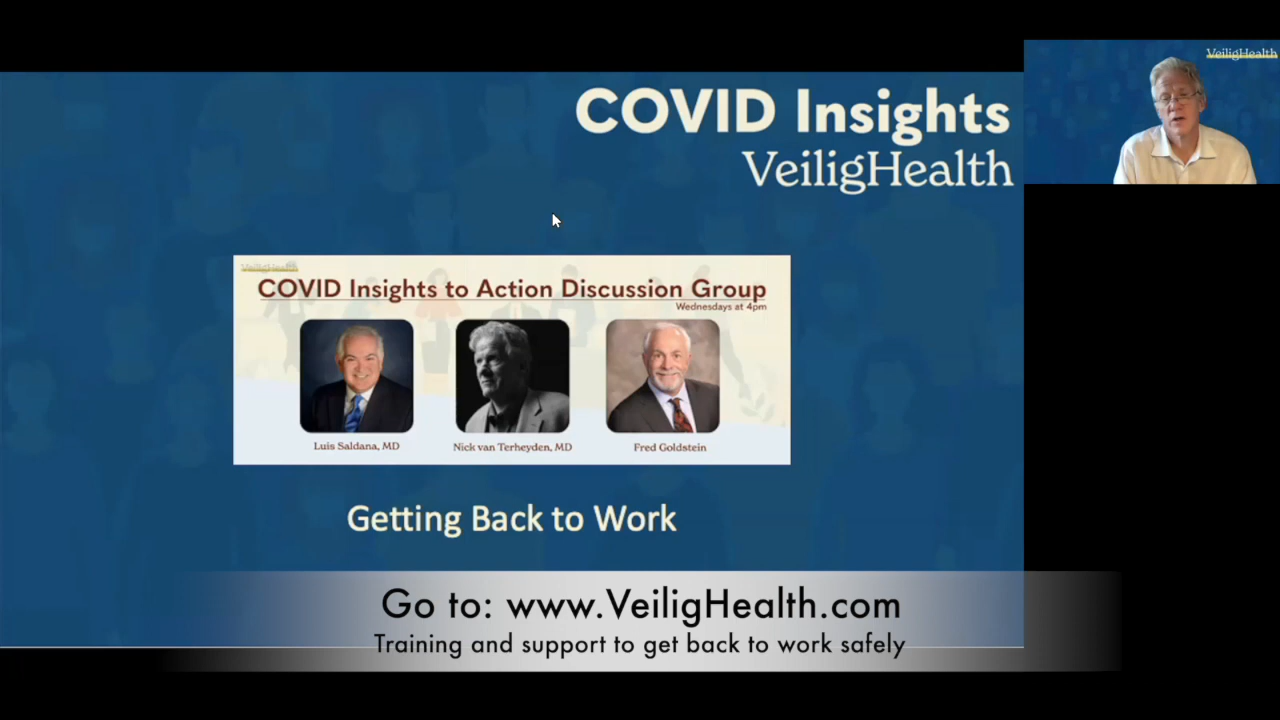 COVID Insights
VeiligHealth
VeiligHealth
VeiligHealth
COVID Insights to Action Discussion Group
Wednesdays at 4pm
Luis Saldana, MD
Nick van Terheyden, MD
Fred Goldstein
Getting Back to Work
Go to: www.VeiligHealth.com
Training and support to get back to work safely